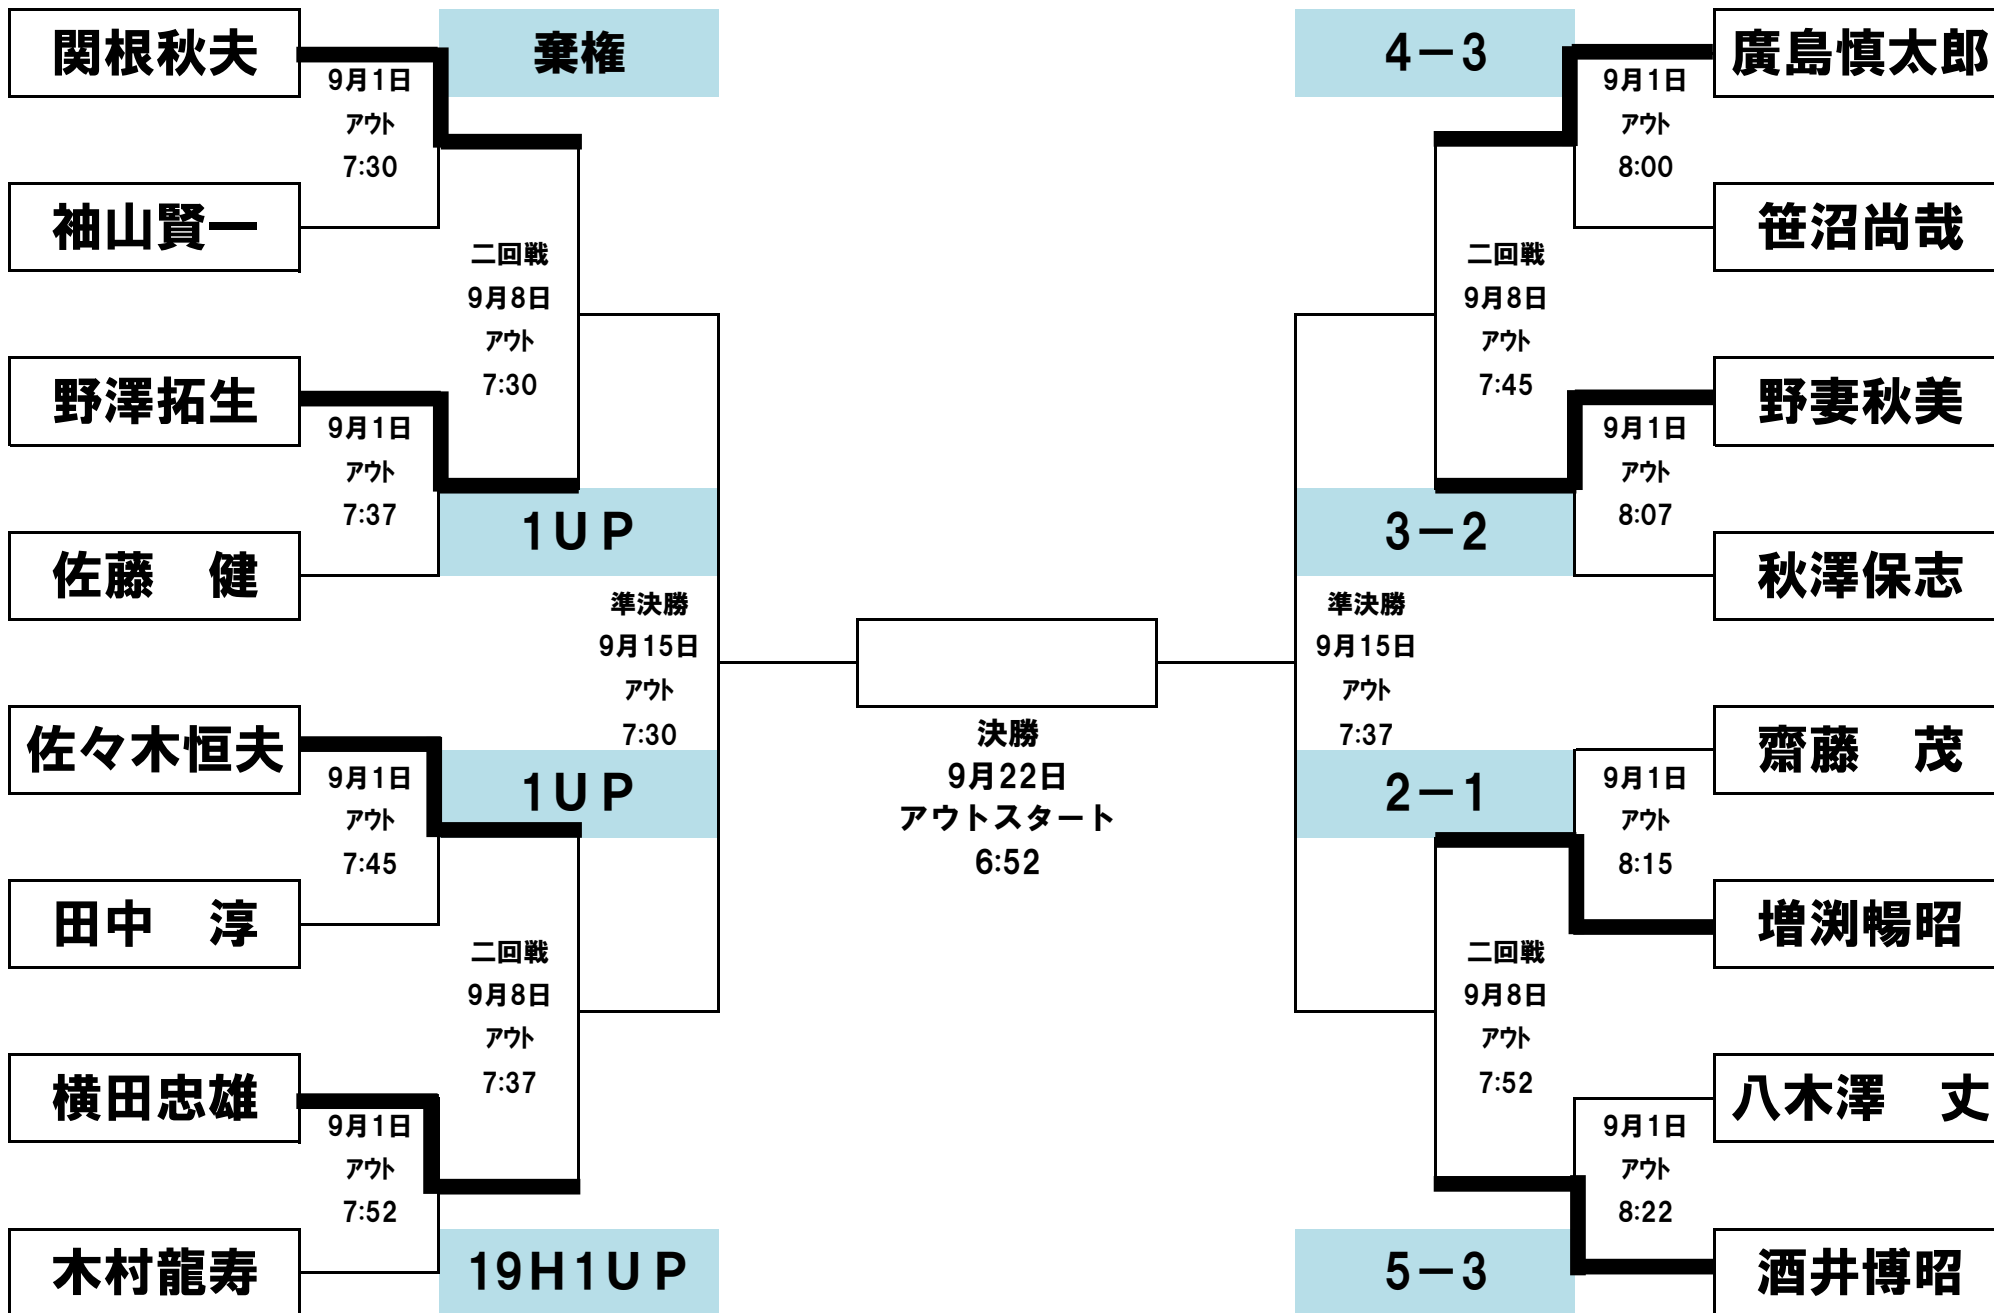 関根秋夫
9月1日
アウト
7:30
棄権
袖山賢一
二回戦
9月8日
アウト
7:30
野澤拓生
9月1日
アウト
7:37
1UP
佐藤　健
準決勝
9月15日
アウト
7:30
佐々木恒夫
9月1日
アウト
7:45
1UP
田中　淳
二回戦
9月8日
アウト
7:37
横田忠雄
9月1日
アウト
7:52
木村龍寿
19H1UP
決勝
9月22日
アウトスタート
6:52
4－3
廣島慎太郎
9月1日
アウト
8:00
笹沼尚哉
二回戦
9月8日
アウト
7:45
野妻秋美
9月1日
アウト
8:07
3－2
秋澤保志
準決勝
9月15日
アウト
7:37
齋藤　茂
2－1
9月1日
アウト
8:15
増渕暢昭
二回戦
9月8日
アウト
7:52
八木澤　丈
9月1日
アウト
8:22
5－3
酒井博昭